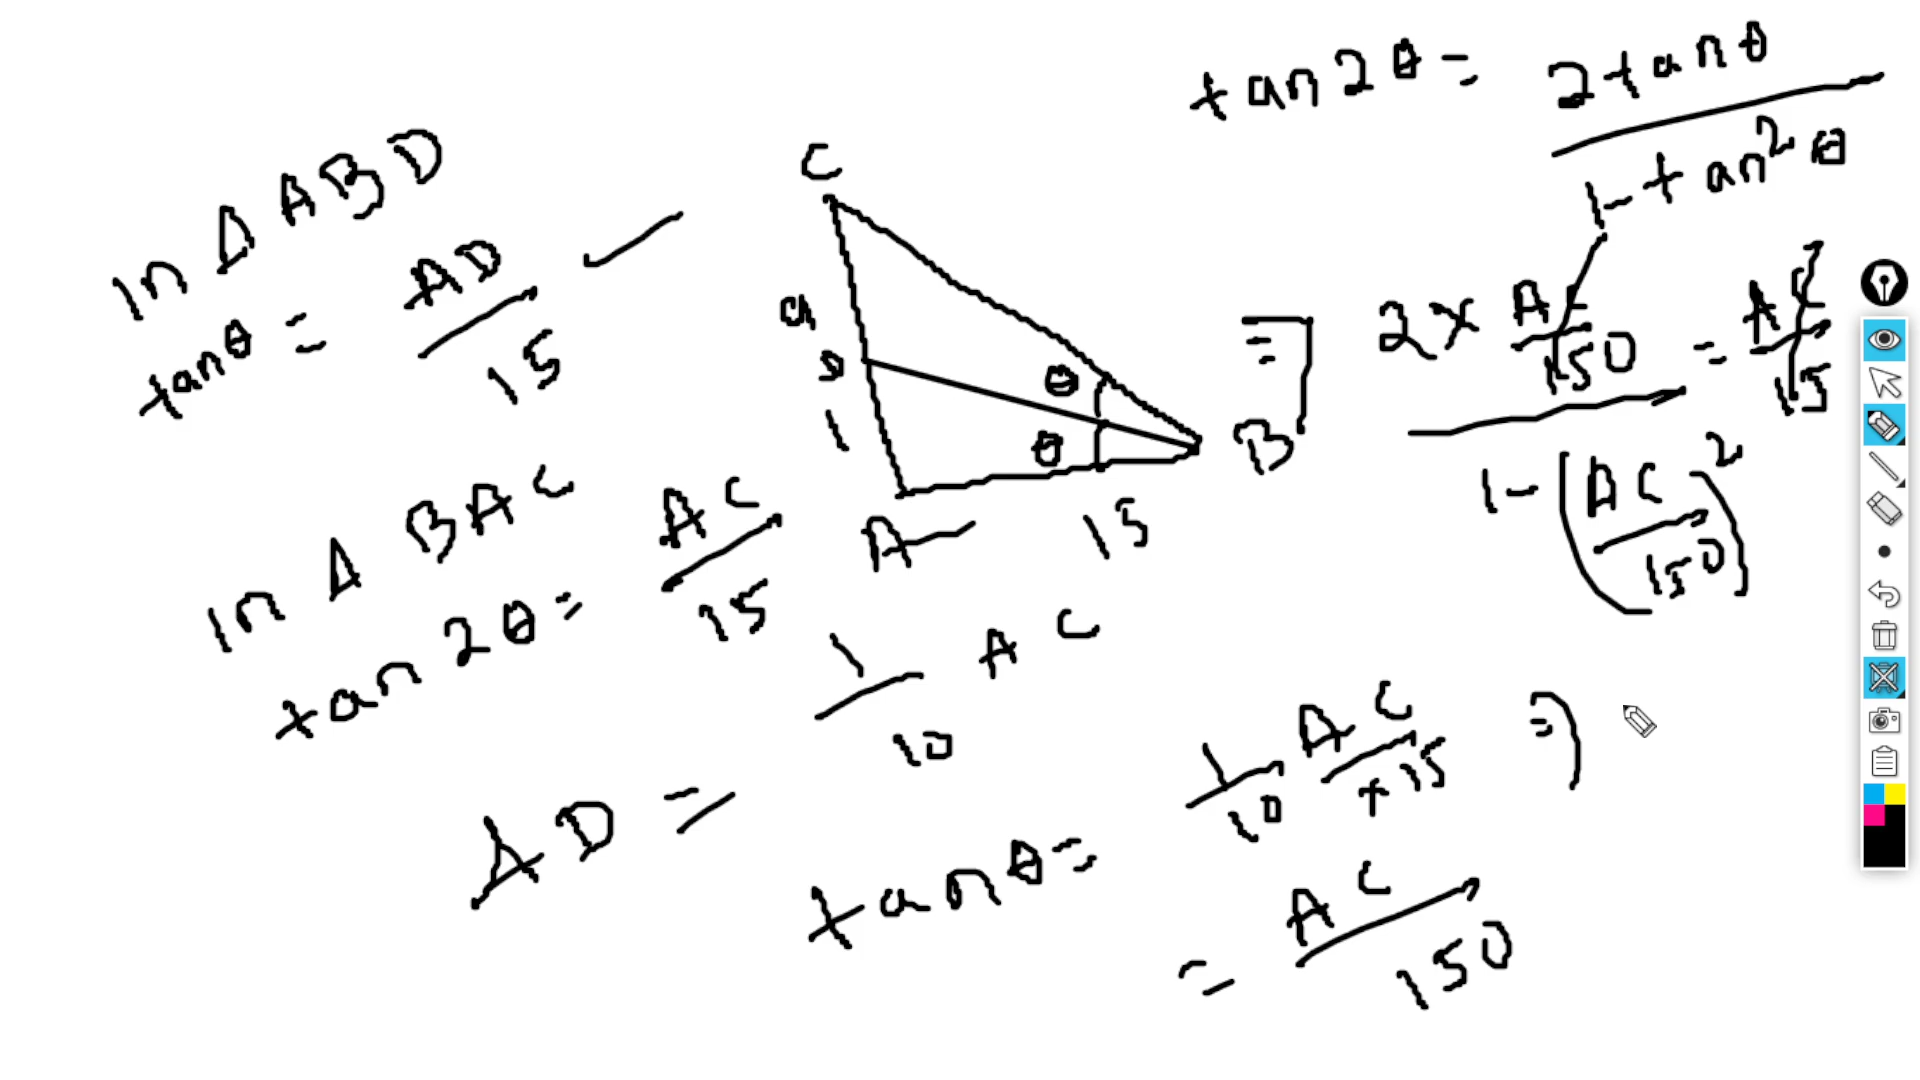 In Δ ABD
tanθ = AD/15
In Δ BAC
tan2θ = AC/15
AD = 1/10 AC
C
D
1
θ
θ
A
B
15
tanθ = 1/10 AC/×15
= AC/150
tan2θ = 2tanθ/1-tan²θ
⇒ 2× AC/150 / 1-(AC/150)² = AC/15
⇒